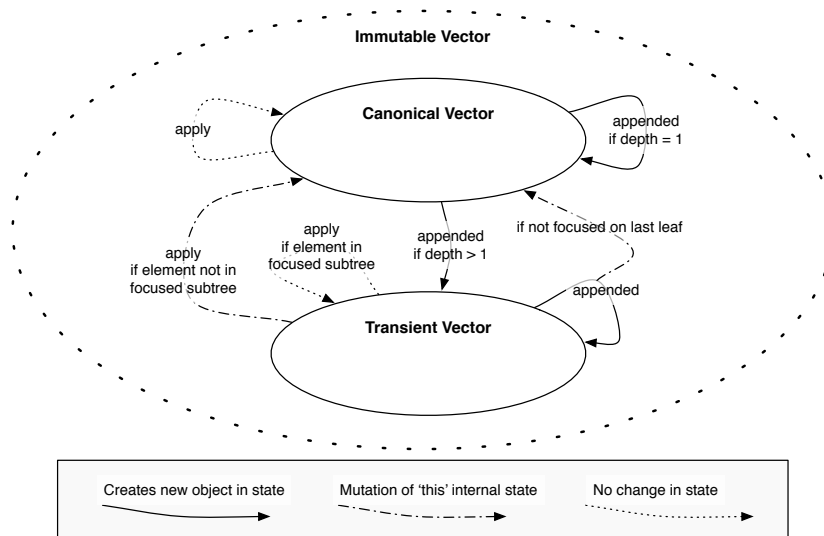 Immutable Vector
Canonical Vector
apply
appended
if depth = 1
apply
if element not in
focused subtree
apply
if element in
focused subtree
appended
if depth > 1
if not focused on last leaf
appended
Transient Vector
Creates new object in state
Mutation of ‘this’ internal state
No change in state